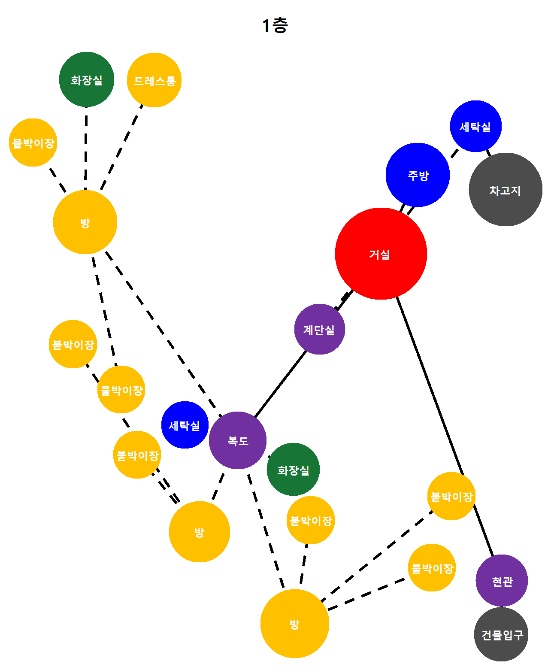 1층
화장실
드레스룸
붙박이장
방
세탁실
주방
차고지
거실
계단실
붙박이장
붙박이장
세탁실
복도
붙박이장
화장실
방
붙박이장
붙박이장
붙박이장
방
현관
건물입구